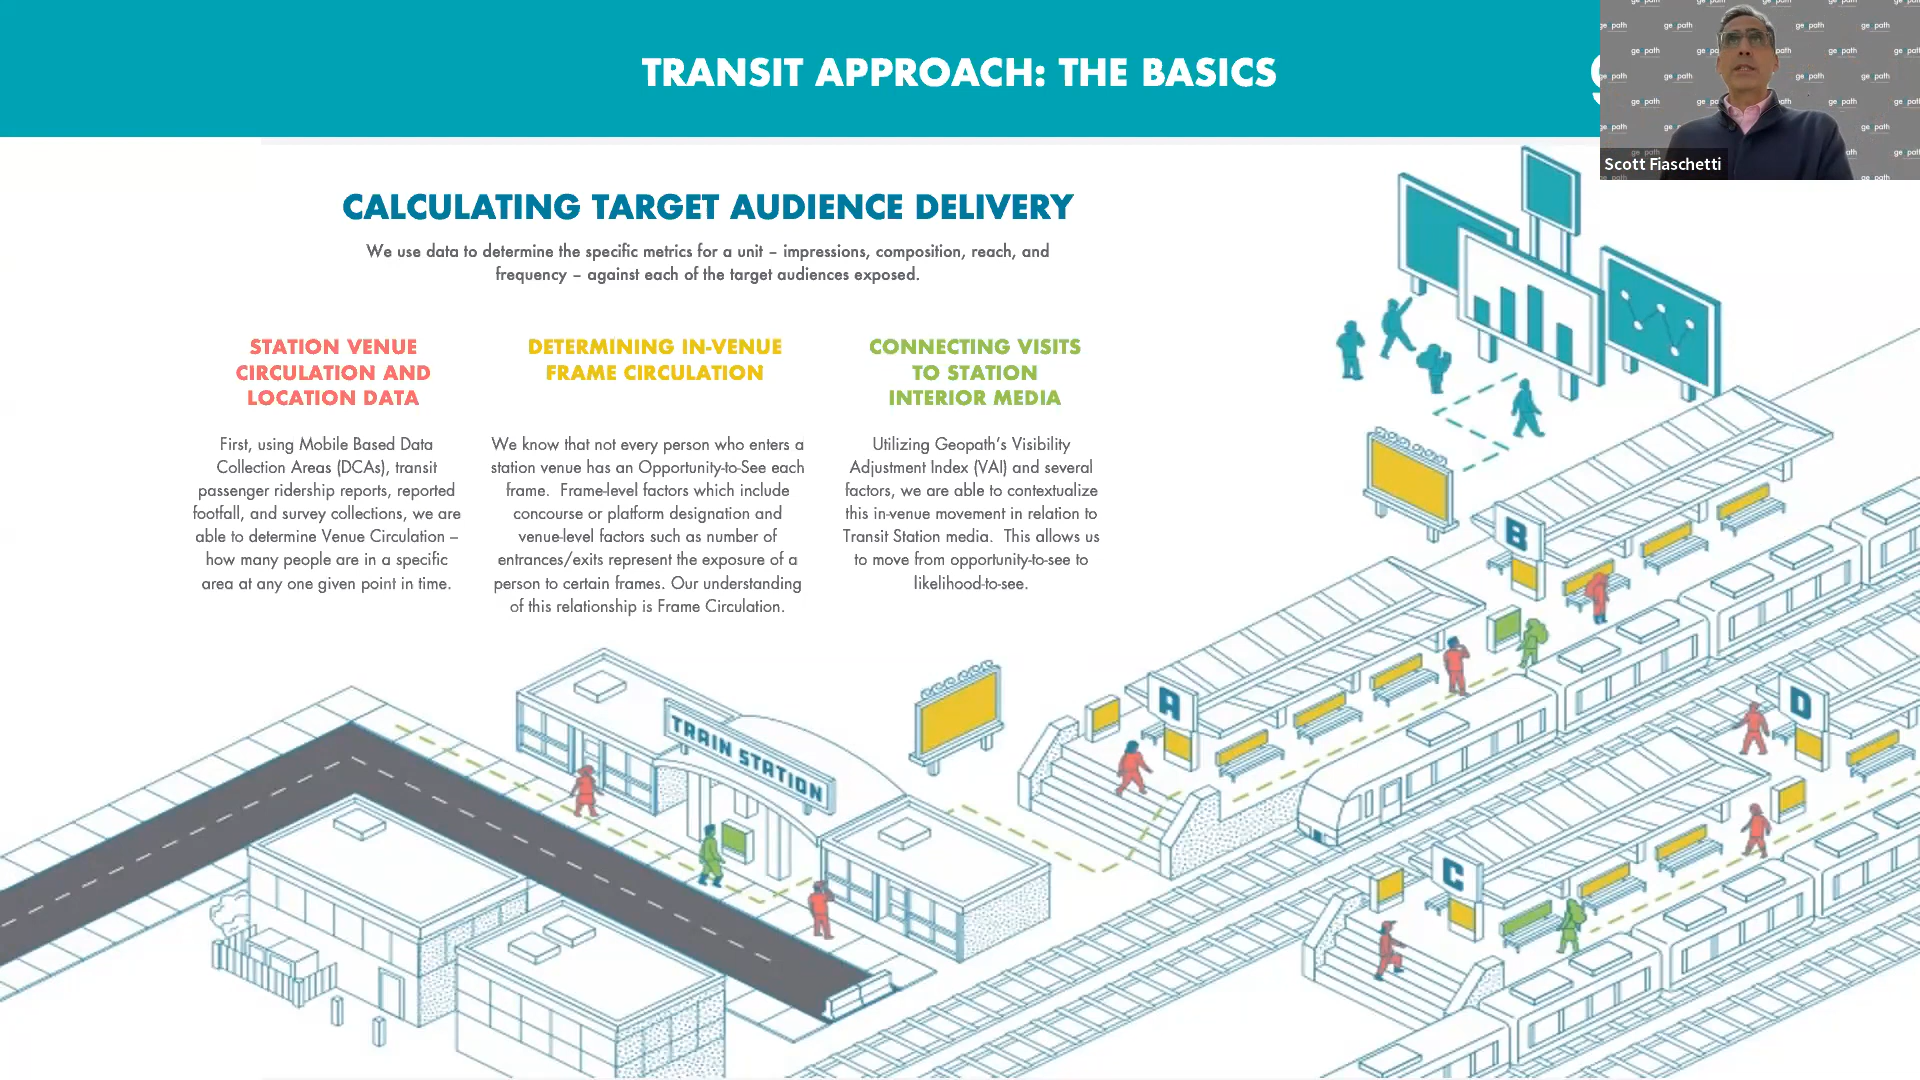 TRANSIT APPROACH: THE BASICS
Scott Fiaschetti
CALCULATING TARGET AUDIENCE DELIVERY
We use data to determine the specific metrics for a unit – impressions, composition, reach, and
frequency – against each of the target audiences exposed.
STATION VENUE
CIRCULATION AND
LOCATION DATA
First, using Mobile Based Data
Collection Areas (DCAs), transit
passenger ridership reports, reported
footfall, and survey collections, we are
able to determine Venue Circulation –
how many people are in a specific
area at any one given point in time.
DETERMINING IN-VENUE
FRAME CIRCULATION
We know that not every person who enters a
station venue has an Opportunity-to-See each
frame. Frame-level factors which include
concourse or platform designation and
venue-level factors such as number of
entrances/exits represent the exposure of a
person to certain frames. Our understanding
of this relationship is Frame Circulation.
CONNECTING VISITS
TO STATION
INTERIOR MEDIA
Utilizing Geopath's Visibility
Adjustment Index (VAI) and several
factors, we are able to contextualize
this in-venue movement in relation to
Transit Station media. This allows us
to move from opportunity-to-see to
likelihood-to-see.
TRAIN STATION
A
B
C
D